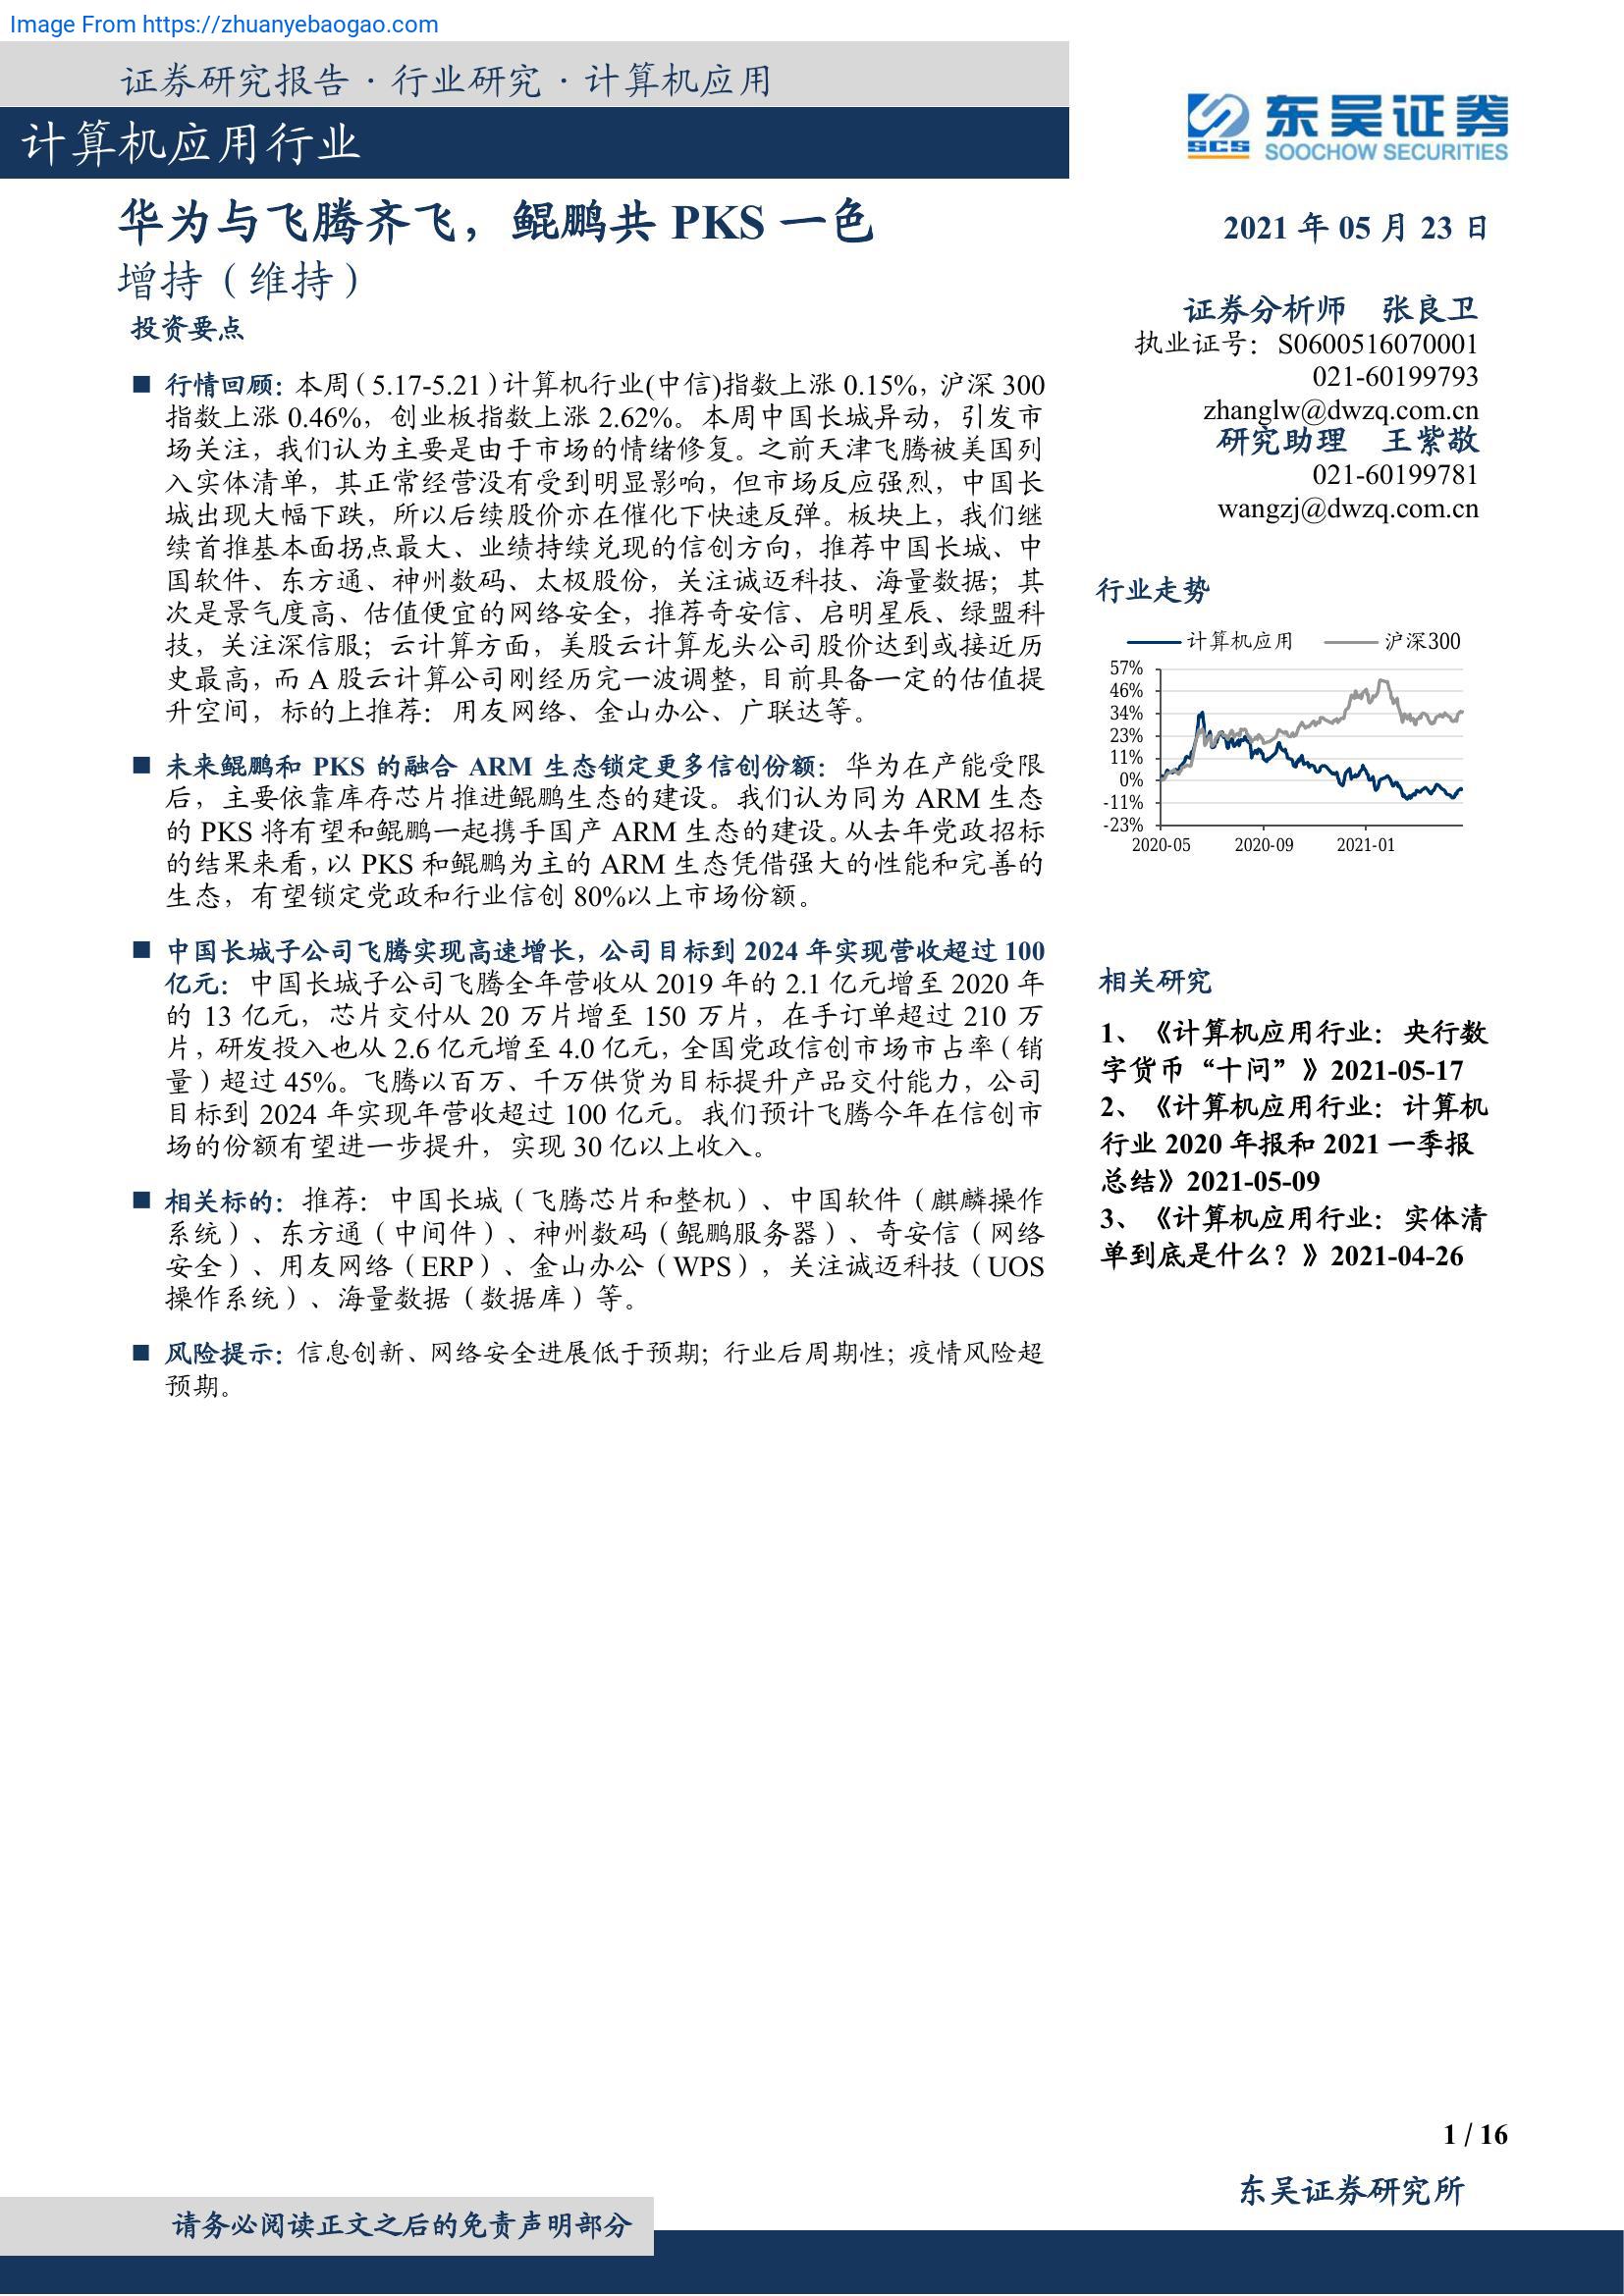 Image From https://zhuanyebaogao.com
证券研究报告·行业研究·计算机应用
计算机应用行业
东吴证券
SCS
SOOCHOW SECURITIES
华为与飞腾齐飞，鲲鹏共 PKS 一色
增持（维持）
投资要点
■ 行情回顾：本周（5.17-5.21）计算机行业(中信)指数上涨 0.15%，沪深 300
指数上涨 0.46%，创业板指数上涨 2.62%。本周中国长城异动，引发市
场关注，我们认为主要是由于市场的情绪修复。之前天津飞腾被美国列
入实体清单，其正常经营没有受到明显影响，但市场反应强烈，中国长
城出现大幅下跌，所以后续股价亦在催化下快速反弹。板块上，我们继
续首推基本面拐点最大、业绩持续兑现的信创方向，推荐中国长城、中
国软件、东方通、神州数码、太极股份，关注诚迈科技、海量数据；其
次是景气度高、估值便宜的网络安全，推荐奇安信、启明星辰、绿盟科
技，关注深信服；云计算方面，美股云计算龙头公司股价达到或接近历
史最高，而 A 股云计算公司刚经历完一波调整，目前具备一定的估值提
升空间，标的上推荐：用友网络、金山办公、广联达等。
■ 未来鲲鹏和 PKS 的融合 ARM 生态锁定更多信创份额：华为在产能受限
后，主要依靠库存芯片推进鲲鹏生态的建设。我们认为同为 ARM 生态
的 PKS 将有望和鲲鹏一起携手国产 ARM 生态的建设。从去年党政招标
的结果来看，以 PKS 和鲲鹏为主的 ARM 生态凭借强大的性能和完善的
生态，有望锁定党政和行业信创 80%以上市场份额。
■ 中国长城子公司飞腾实现高速增长，公司目标到 2024 年实现营收超过 100
亿元：中国长城子公司飞腾全年营收从 2019 年的 2.1 亿元增至 2020 年
的 13 亿元，芯片交付从 20 万片增至 150 万片，在手订单超过 210 万
片，研发投入也从 2.6 亿元增至 4.0 亿元，全国党政信创市场市占率（销
量）超过 45%。飞腾以百万、千万供货为目标提升产品交付能力，公司
目标到 2024 年实现年营收超过 100 亿元。我们预计飞腾今年在信创市
场的份额有望进一步提升，实现 30 亿以上收入。
■ 相关标的：推荐：中国长城（飞腾芯片和整机）、中国软件（麒麟操作
系统）、东方通（中间件）、神州数码（鲲鹏服务器）、奇安信（网络
安全）、用友网络（ERP）、金山办公（WPS），关注诚迈科技（UOS
操作系统）、海量数据（数据库）等。
■ 风险提示：信息创新、网络安全进展低于预期；行业后周期性；疫情风险超
预期。
2021 年 05 月 23 日
证券分析师 张良卫
执业证号：S0600516070001
021-60199793
zhanglw@dwzq.com.cn
研究助理 王紫敬
021-60199781
wangzj@dwzq.com.cn
行业走势
计算机应用 沪深300
57%
46%
34%
23%
11%
0%
-11%
-23%
2020-05 2020-09 2021-01
相关研究
1、《计算机应用行业：央行数
字货币“十问”》2021-05-17
2、《计算机应用行业：计算机
行业 2020 年报和 2021 一季报
总结》2021-05-09
3、《计算机应用行业：实体清
单到底是什么？》2021-04-26
1 / 16
东吴证券研究所
请务必阅读正文之后的免责声明部分